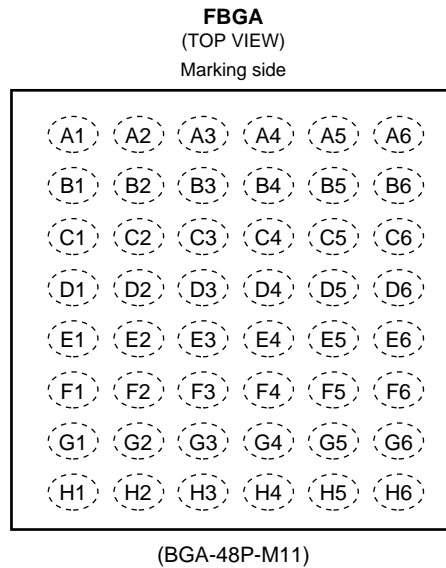 FBGA
(TOP VIEW)
Marking side
A1 A2 A3 A4 A5 A6
B1 B2 B3 B4 B5 B6
C1 C2 C3 C4 C5 C6
D1 D2 D3 D4 D5 D6
E1 E2 E3 E4 E5 E6
F1 F2 F3 F4 F5 F6
G1 G2 G3 G4 G5 G6
H1 H2 H3 H4 H5 H6
(BGA-48P-M11)